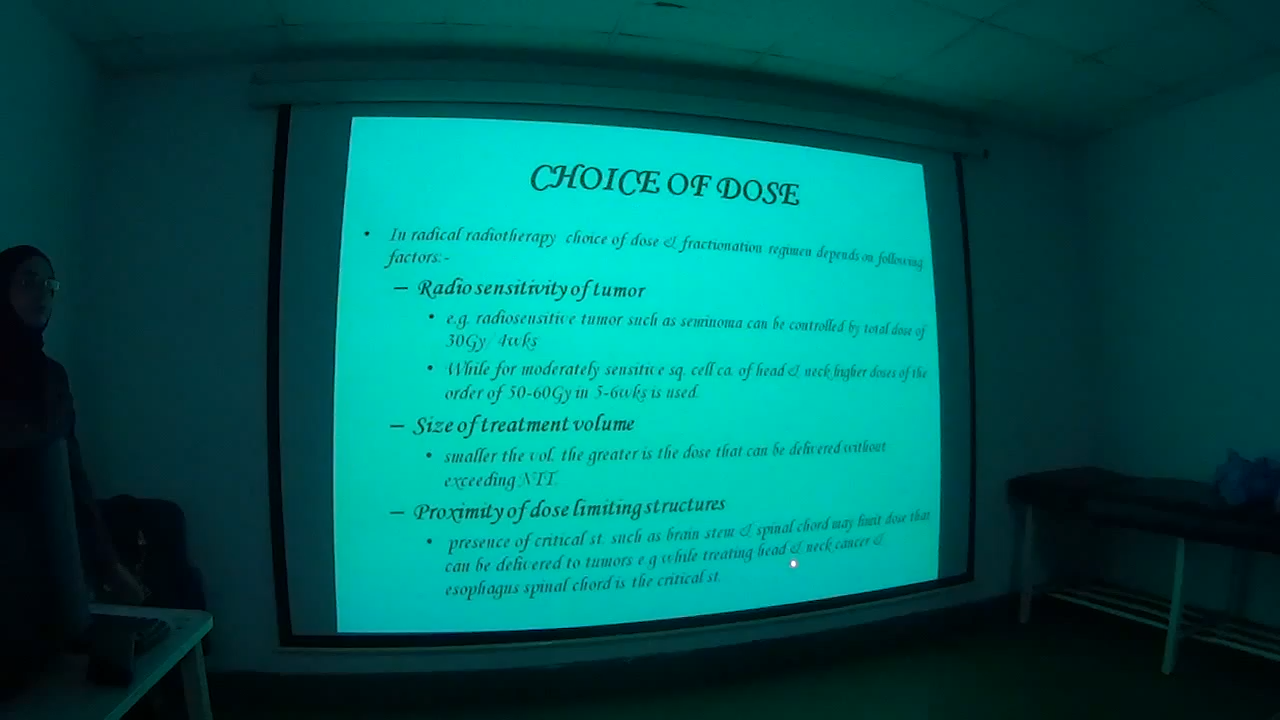 CHOICE OF DOSE
• In radical radiotherapy choice of dose & fractionation regimen depends on following
factors:-
– Radiosensitivity of tumor
• e.g. radiosensitive tumor such as seminoma can be controlled by total dose of
30Gy/ 4wks
• While for moderately sensitive sq. cell ca. of head & neck higher doses of the
order of 50-60Gy in 5-6wks is used.
– Size of treatment volume
• smaller the vol. the greater is the dose that can be delivered without
exceeding NTT.
– Proximity of dose limiting structures
• presence of critical st. such as brain stem & spinal chord may limit dose that
can be delivered to tumors e.g while treating head & neck cancer &
esophagus spinal chord is the critical st.